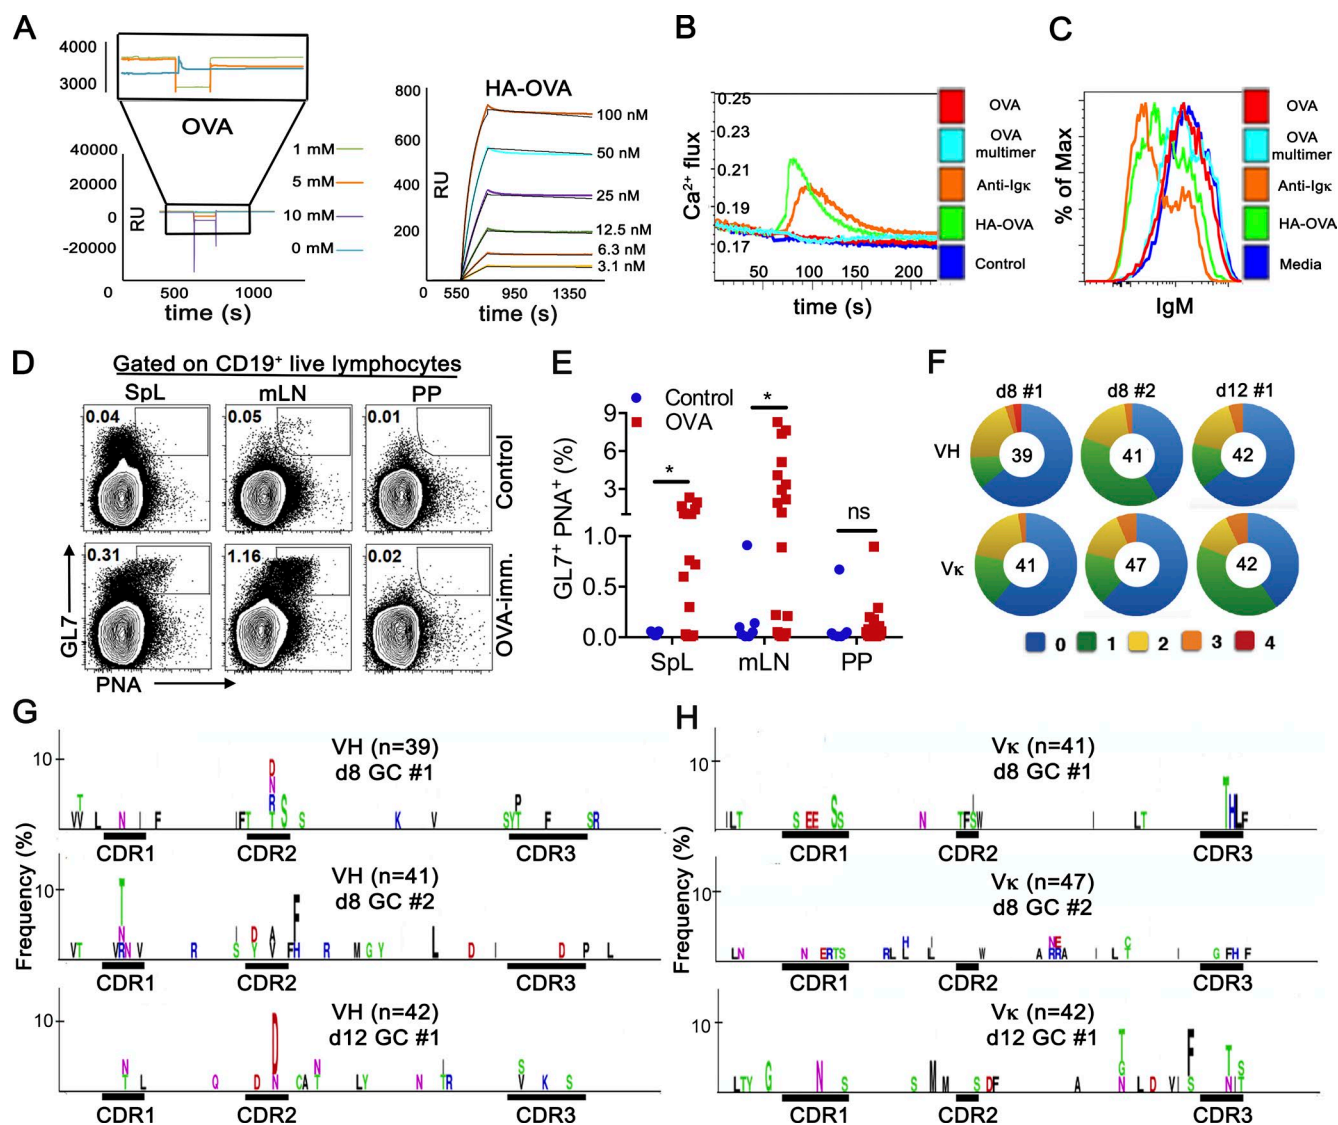 A
4000
3000
OVA
40000
20000
0
-20000
RU
1 mM
5 mM
10 mM
0 mM
0 500 1000
time (s)
HA-OVA
800
600
400
200
0
RU
100 nM
50 nM
25 nM
12.5 nM
6.3 nM
3.1 nM
550 950 1350
time (s)
B
0.25
0.23
0.21
0.19
0.17
Ca2+ flux
50 100 150 200
time (s)
OVA
OVA
multimer
Anti-Igκ
HA-OVA
Control
C
% of Max
IgM
OVA
OVA
multimer
Anti-Igκ
HA-OVA
Media
D
Gated on CD19+ live lymphocytes
SpL mLN PP
0.04 0.05 0.01
Control
0.31 1.16 0.02
OVA-imm.
GL7
PNA
E
Control
OVA
GL7+ PNA+ (%)
9
6
3
1.0
0.5
0.0
* * ns
SpL mLN PP
F
d8 #1 d8 #2 d12 #1
VH 39 41 42
Vκ 41 47 42
0 1 2 3 4
G
Frequency (%)
10
VH (n=39)
d8 GC #1
CDR1 CDR2 CDR3
10
VH (n=41)
d8 GC #2
CDR1 CDR2 CDR3
10
VH (n=42)
d12 GC #1
CDR1 CDR2 CDR3
H
Frequency (%)
10
Vκ (n=41)
d8 GC #1
CDR1 CDR2 CDR3
10
Vκ (n=47)
d8 GC #2
CDR1 CDR2 CDR3
10
Vκ (n=42)
d12 GC #1
CDR1 CDR2 CDR3